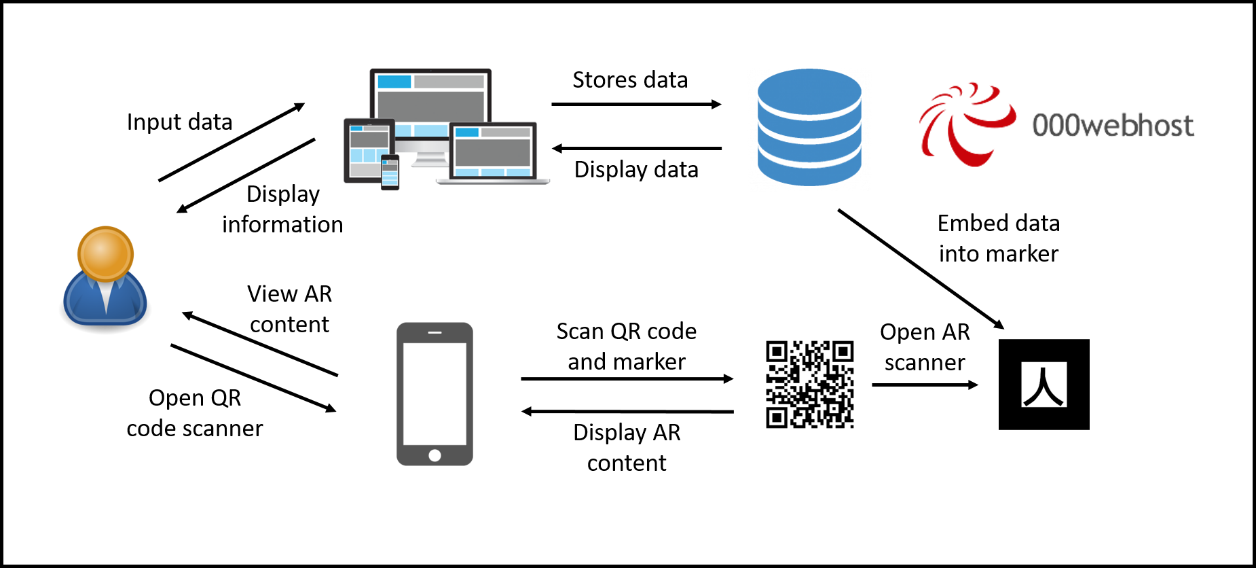 Input data
Display
information
Stores data
Display data
000webhost
Embed data
into marker
View AR
content
Open QR
code scanner
Scan QR code
and marker
Display AR
content
Open AR
scanner
人